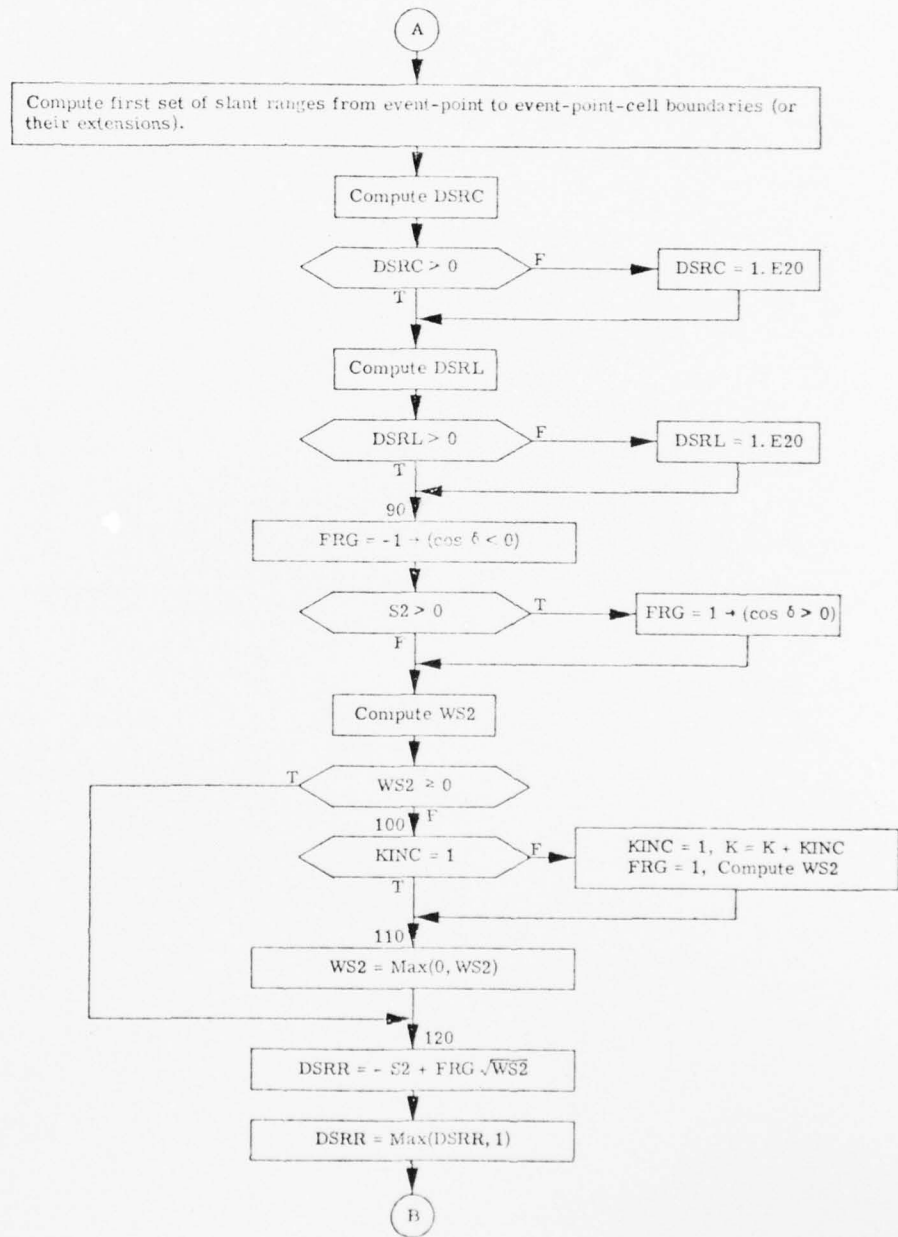 A
Compute first set of slant ranges from event-point to event-point-cell boundaries (or
their extensions).
Compute DSRC
DSRC > 0
F
DSRC = 1. E20
T
Compute DSRL
DSRL > 0
F
DSRL = 1. E20
T
90
FRG = -1 → (cos δ < 0)
S2 > 0
T
FRG = 1 → (cos δ > 0)
F
Compute WS2
T
WS2 ≥ 0
F
100
KINC = 1
F
KINC = 1, K = K + KINC
FRG = 1, Compute WS2
T
110
WS2 = Max(0, WS2)
120
DSRR = - S2 + FRG √WS2
DSRR = Max(DSRR, 1)
B